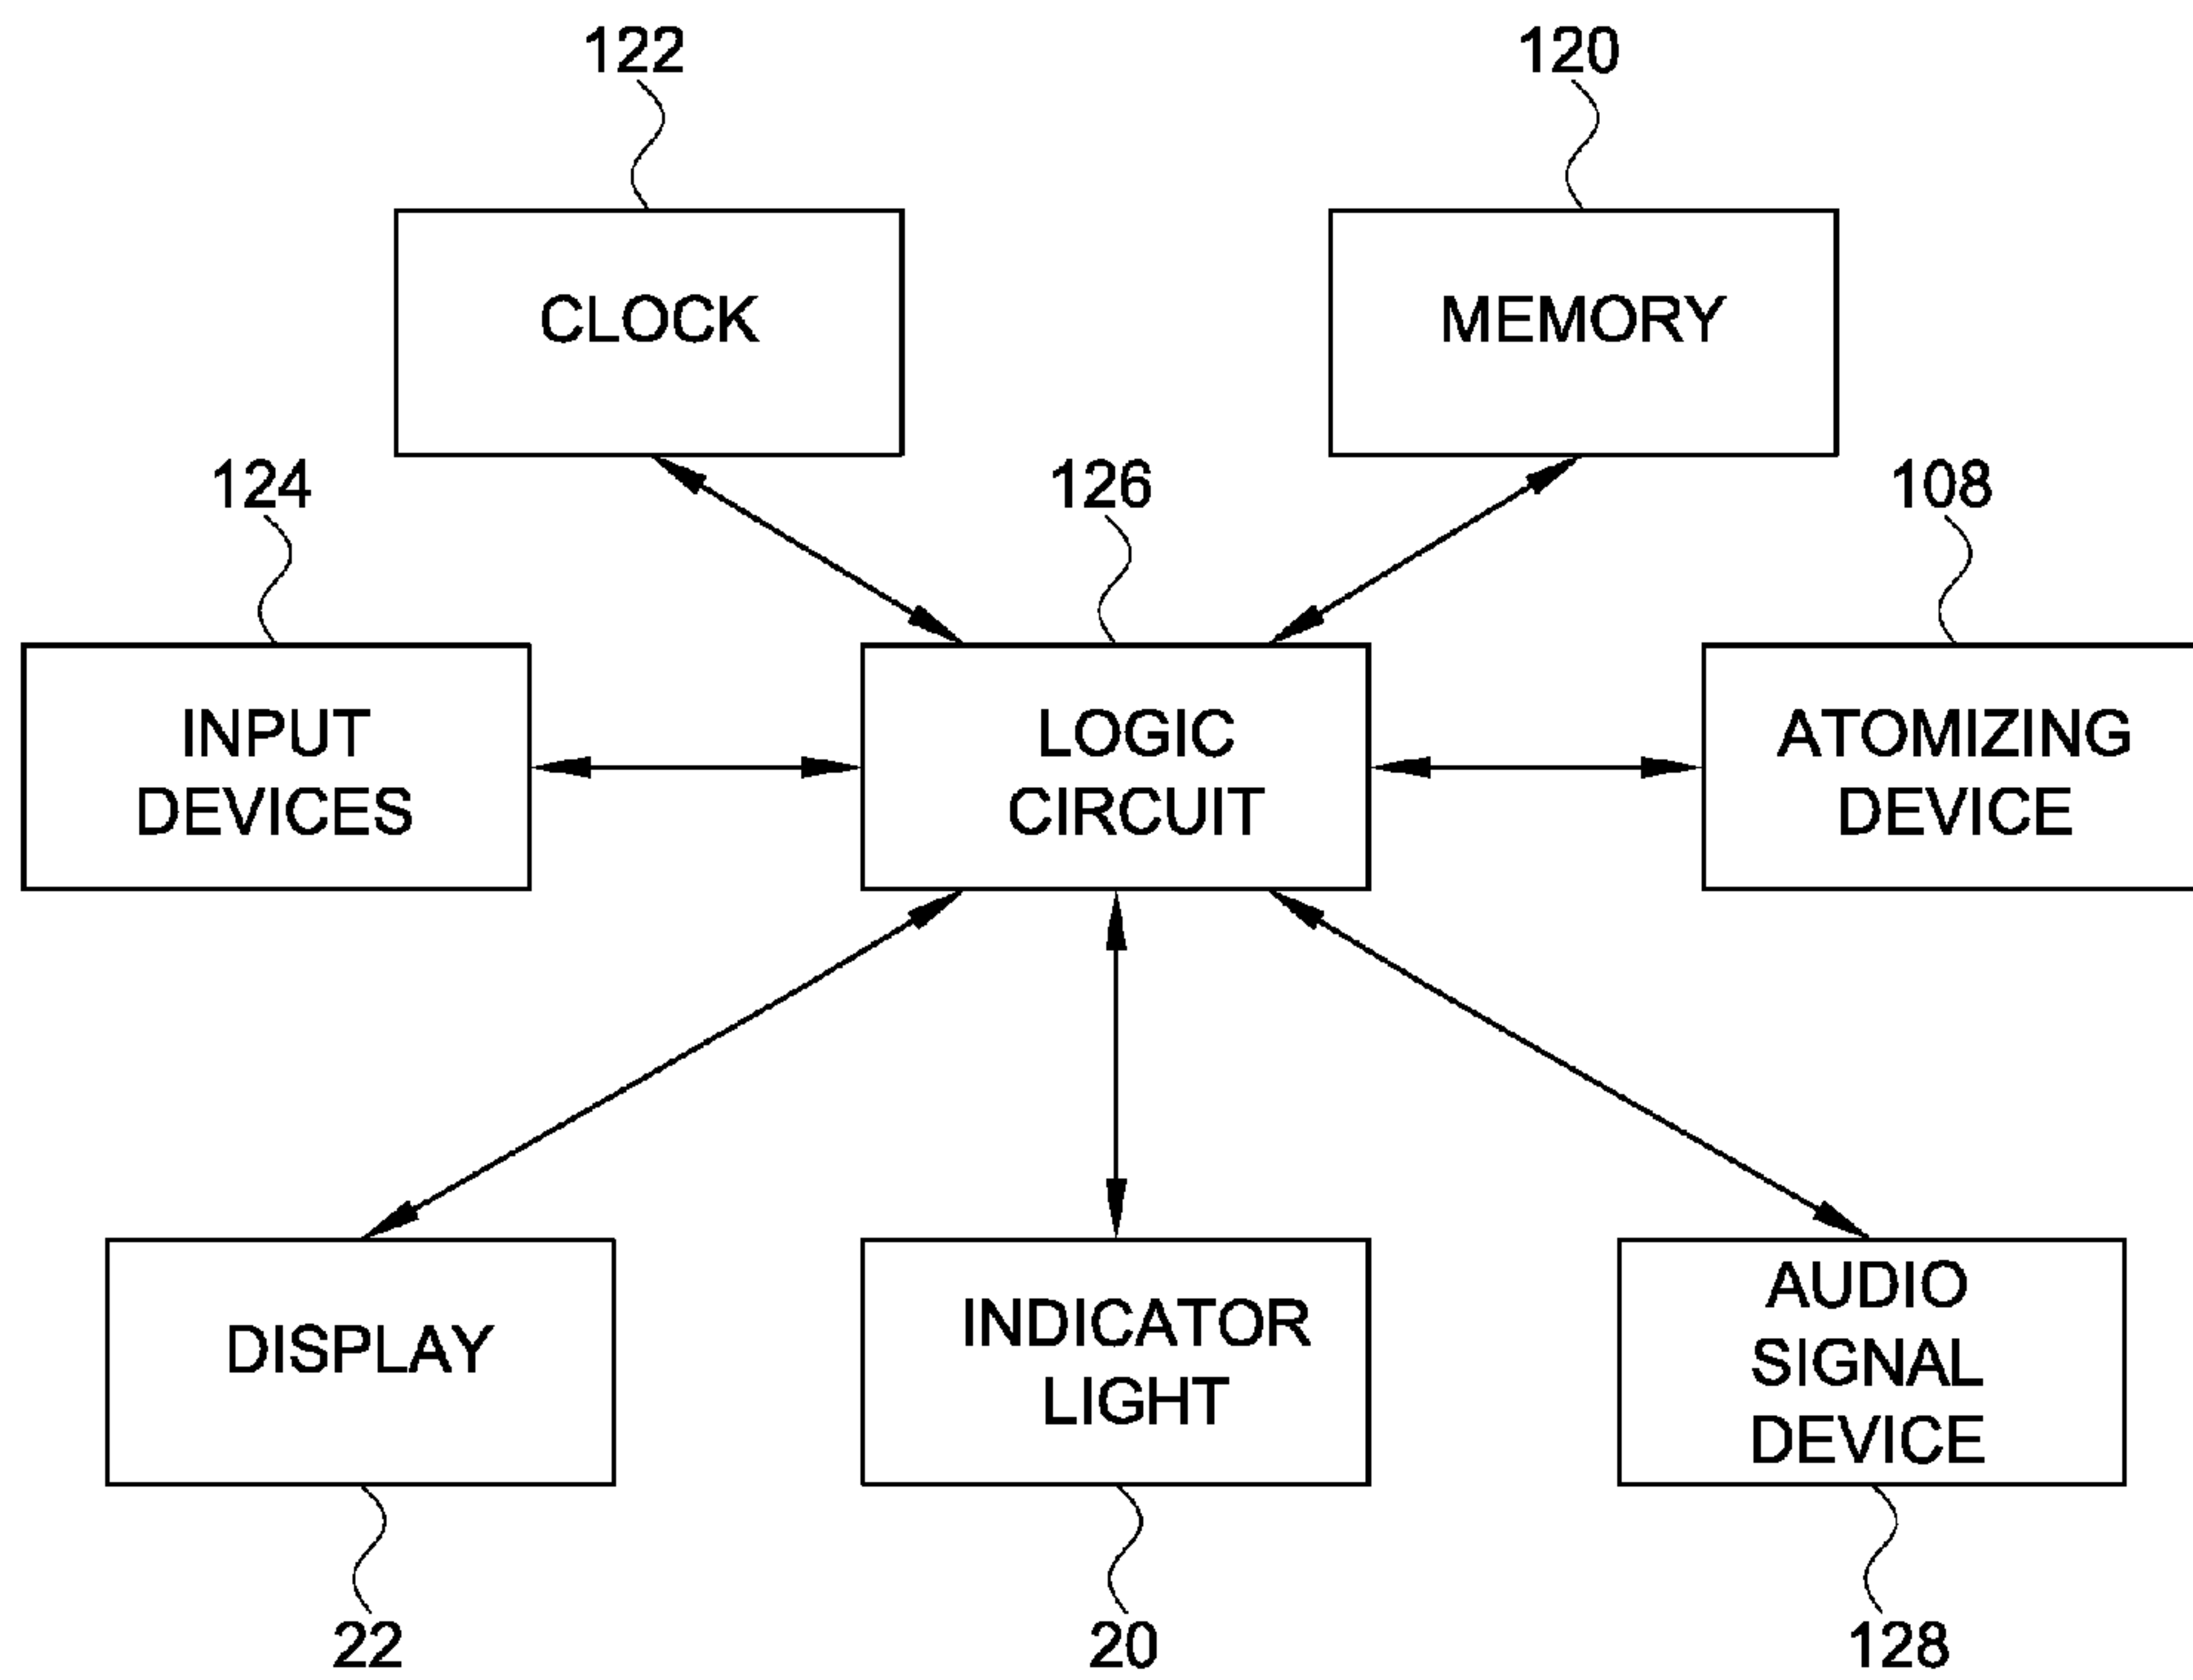 122
120
CLOCK
MEMORY
124
126
108
INPUT
DEVICES
LOGIC
CIRCUIT
ATOMIZING
DEVICE
DISPLAY
INDICATOR
LIGHT
AUDIO
SIGNAL
DEVICE
22
20
128